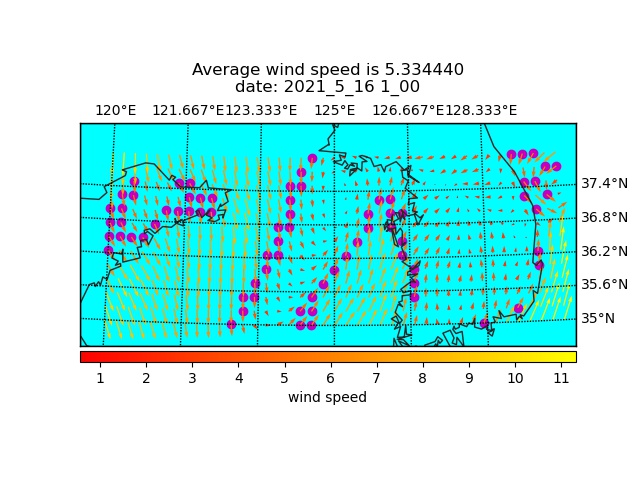 Average wind speed is 5.334440
date: 2021_5_16 1_00
120°E 121.667°E 123.333°E 125°E 126.667°E 128.333°E
37.4°N
36.8°N
36.2°N
35.6°N
35°N
1 2 3 4 5 6 7 8 9 10 11
wind speed